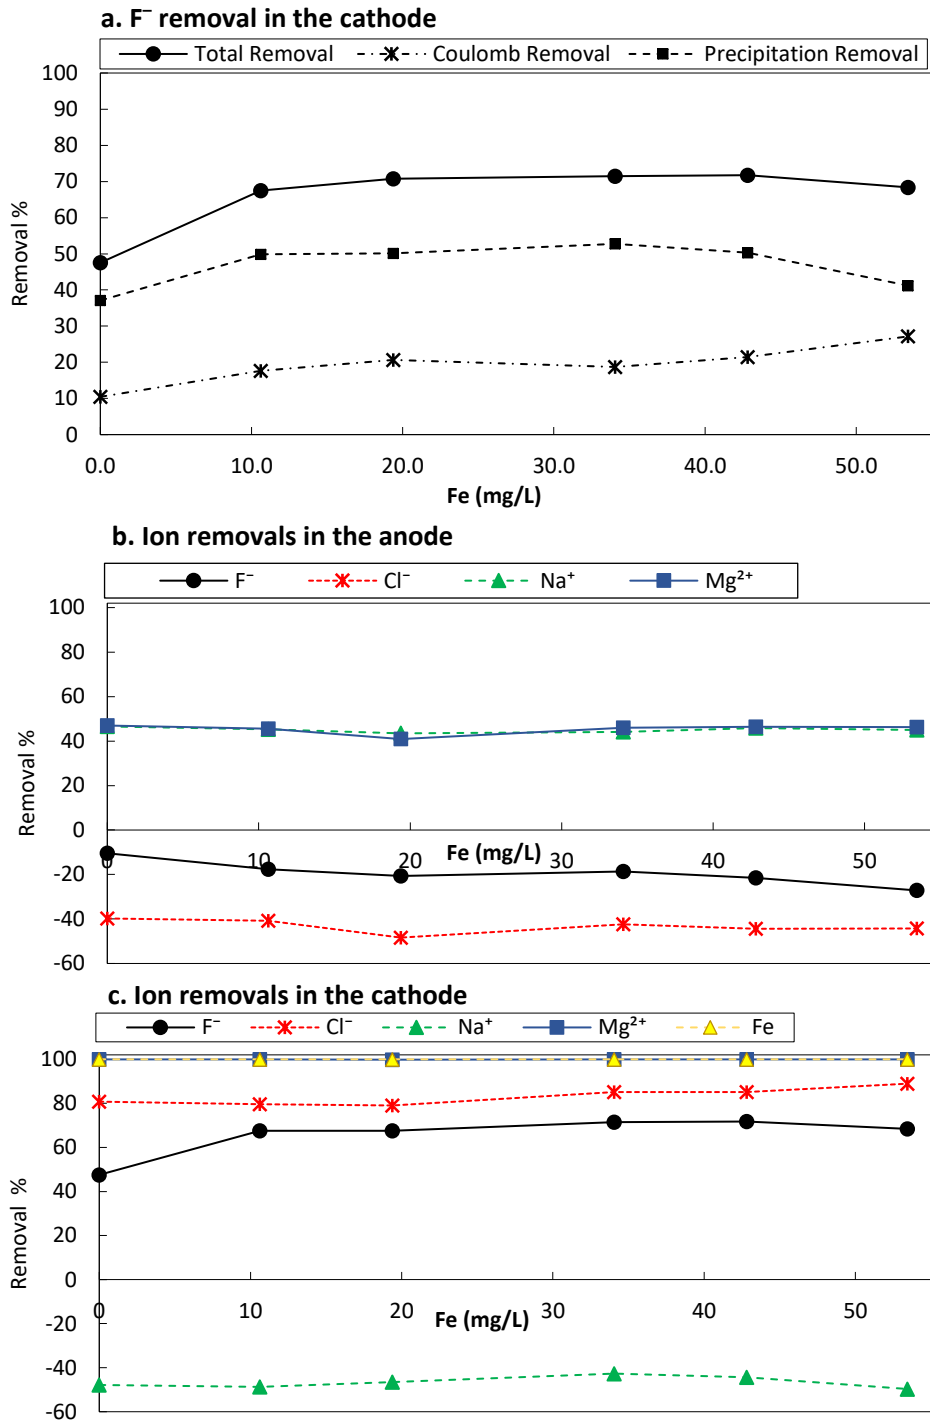 a. F⁻ removal in the cathode
Total Removal Coulomb Removal Precipitation Removal
100
90
80
70
60
50
40
30
20
10
0
Removal %
0.0 10.0 20.0 30.0 40.0 50.0
Fe (mg/L)
b. Ion removals in the anode
F⁻ Cl⁻ Na⁺ Mg²⁺
100
80
60
40
20
0
-20
-40
-60
Removal %
0 10 20 30 40 50
Fe (mg/L)
c. Ion removals in the cathode
F⁻ Cl⁻ Na⁺ Mg²⁺ Fe
100
80
60
40
20
0
-20
-40
-60
Removal %
0 10 20 30 40 50
Fe (mg/L)